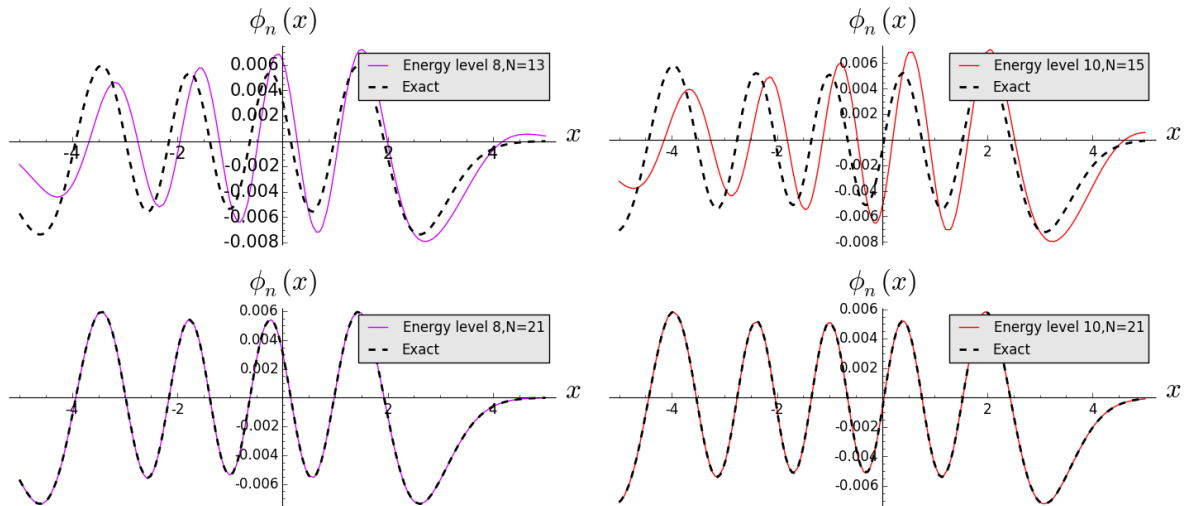 ϕₙ(x)
0.006
0.004
0.002
-0.002
-0.004
-0.006
-0.008
-4
-2
2
4
x
Energy level 8,N=13
Exact
ϕₙ(x)
0.006
0.004
0.002
-0.002
-0.004
-0.006
-0.008
-4
-2
2
4
x
Energy level 10,N=15
Exact
ϕₙ(x)
0.006
0.004
0.002
-0.002
-0.004
-0.006
-4
-2
2
4
x
Energy level 8,N=21
Exact
ϕₙ(x)
0.006
0.004
0.002
-0.002
-0.004
-0.006
-4
-2
2
4
x
Energy level 10,N=21
Exact